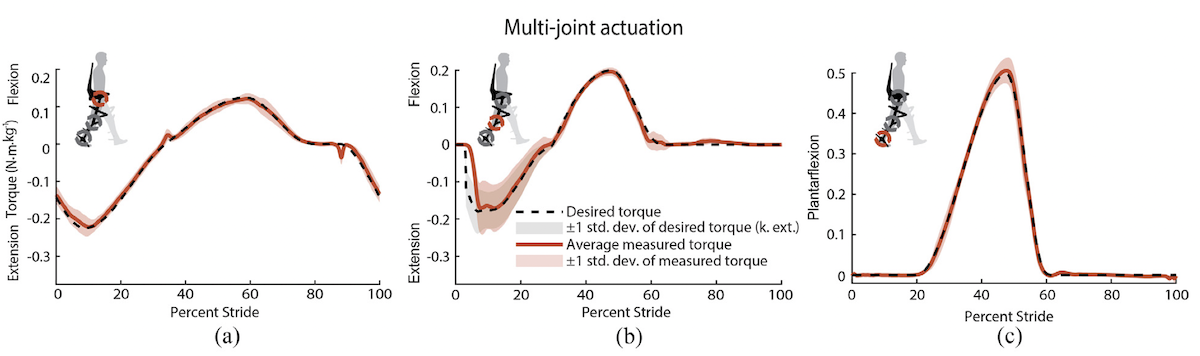 Multi-joint actuation
Extension Torque (N·m·kg⁻¹) Flexion
0.2
0.1
0
-0.1
-0.2
-0.3
0 20 40 60 80 100
Percent Stride
(a)
Extension Flexion
0.2
0.1
0
-0.1
-0.2
-0.3
Desired torque
±1 std. dev. of desired torque (k. ext.)
Average measured torque
±1 std. dev. of measured torque
0 20 40 60 80 100
Percent Stride
(b)
Plantarflexion
0.5
0.4
0.3
0.2
0.1
0
0 20 40 60 80 100
Percent Stride
(c)